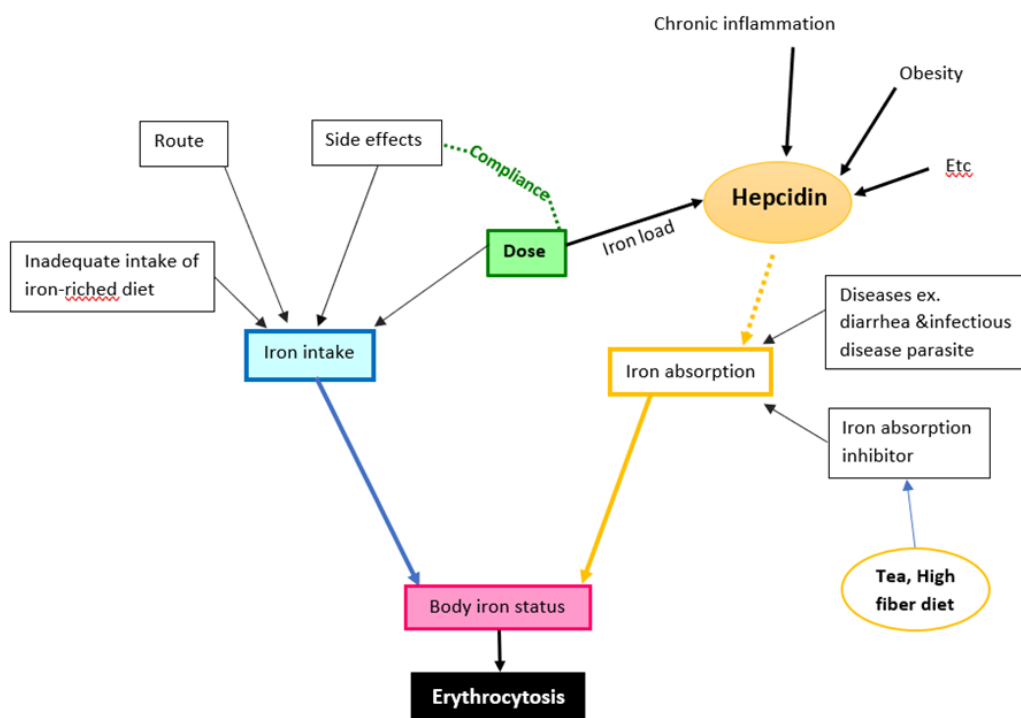 Chronic inflammation
Obesity
Etc
Route
Side effects
Compliance
Hepcidin
Dose
Iron load
Inadequate intake of
iron-riched diet
Diseases ex.
diarrhea &infectious
disease parasite
Iron intake
Iron absorption
Iron absorption
inhibitor
Tea, High
fiber diet
Body iron status
Erythrocytosis